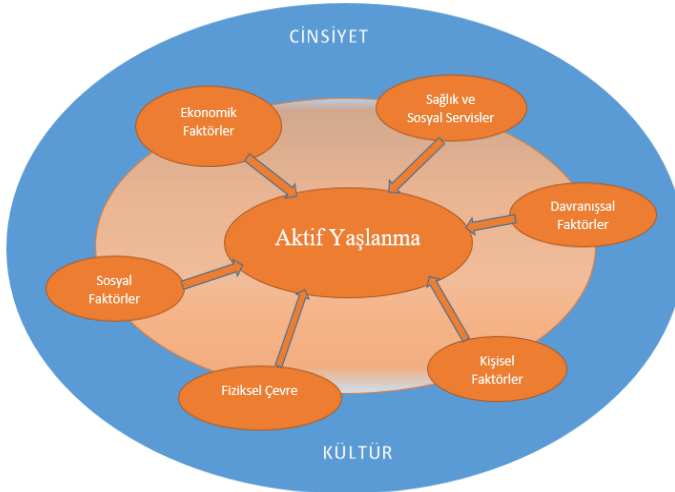 CİNSİYET
Ekonomik
Faktörler
Sağlık ve
Sosyal Servisler
Davranışsal
Faktörler
Aktif Yaşlanma
Sosyal
Faktörler
Kişisel
Faktörler
Fiziksel Çevre
KÜLTÜR